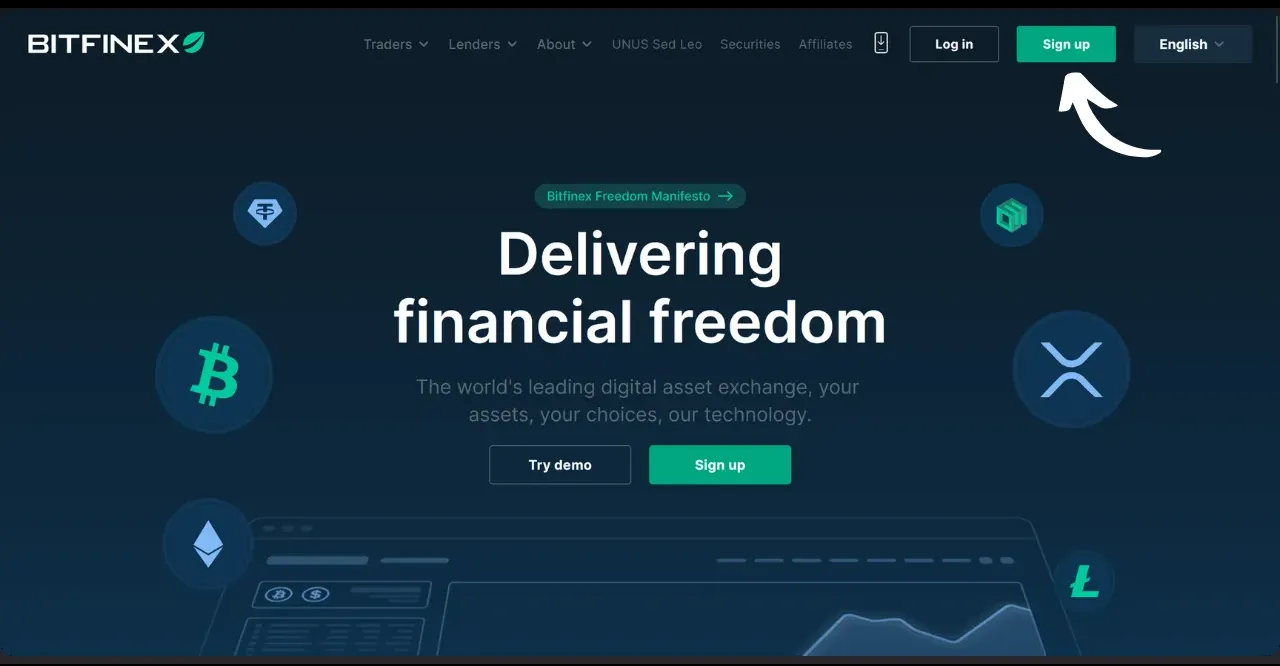 BITFINEX
Traders
Lenders
About
UNUS Sed Leo
Securities
Affiliates
Log in
Sign up
English
Bitfinex Freedom Manifesto →
Delivering
financial freedom
The world's leading digital asset exchange, your
assets, your choices, our technology.
Try demo
Sign up